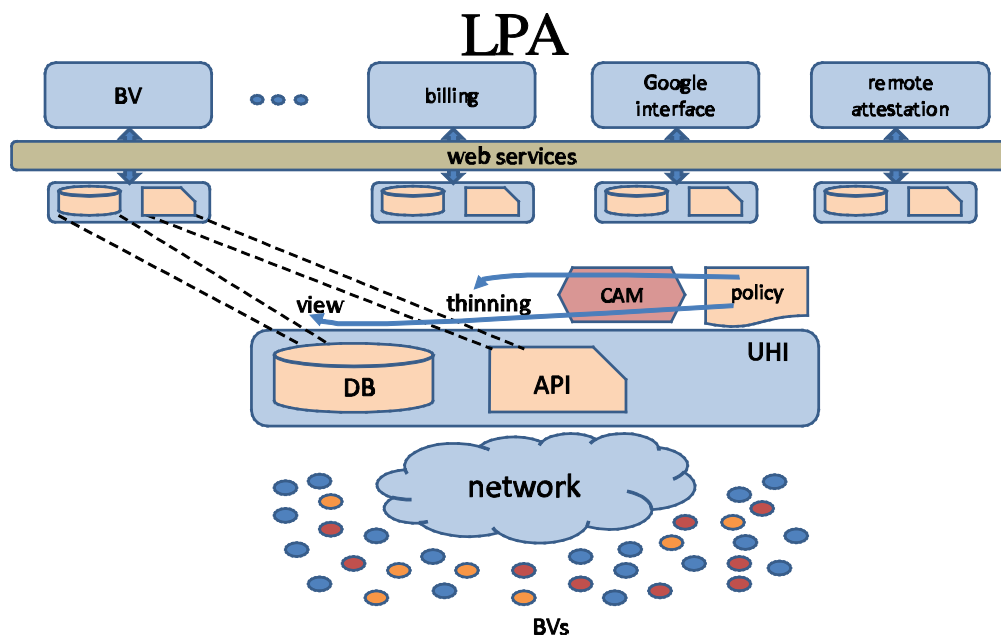 LPA
BV
billing
Google
interface
remote
attestation
web services
view
thinning
CAM
policy
UHI
DB
API
network
BVs